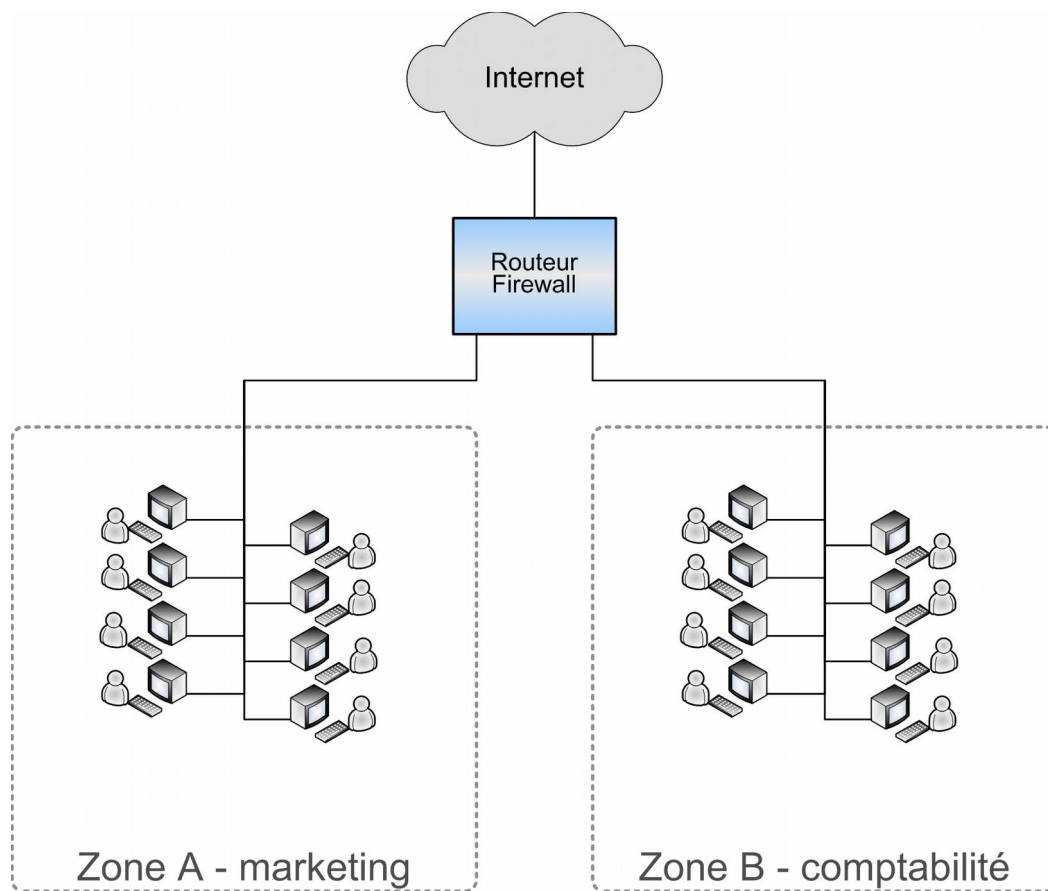 Internet
Routeur
Firewall
Zone A - marketing
Zone B - comptabilité